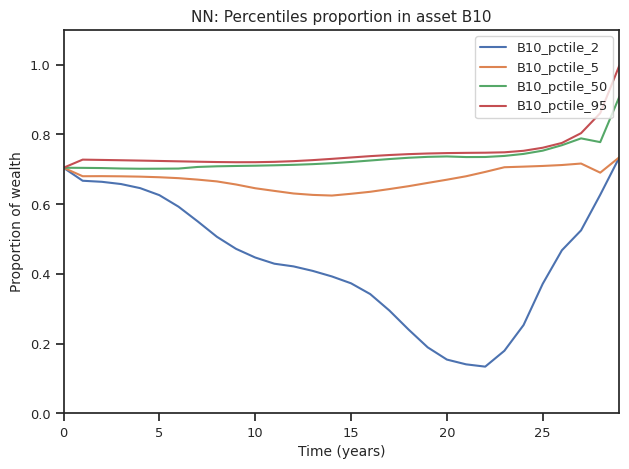 NN: Percentiles proportion in asset B10
B10_pctile_2
B10_pctile_5
B10_pctile_50
B10_pctile_95
Proportion of wealth
1.0
0.8
0.6
0.4
0.2
0.0
0 5 10 15 20 25
Time (years)